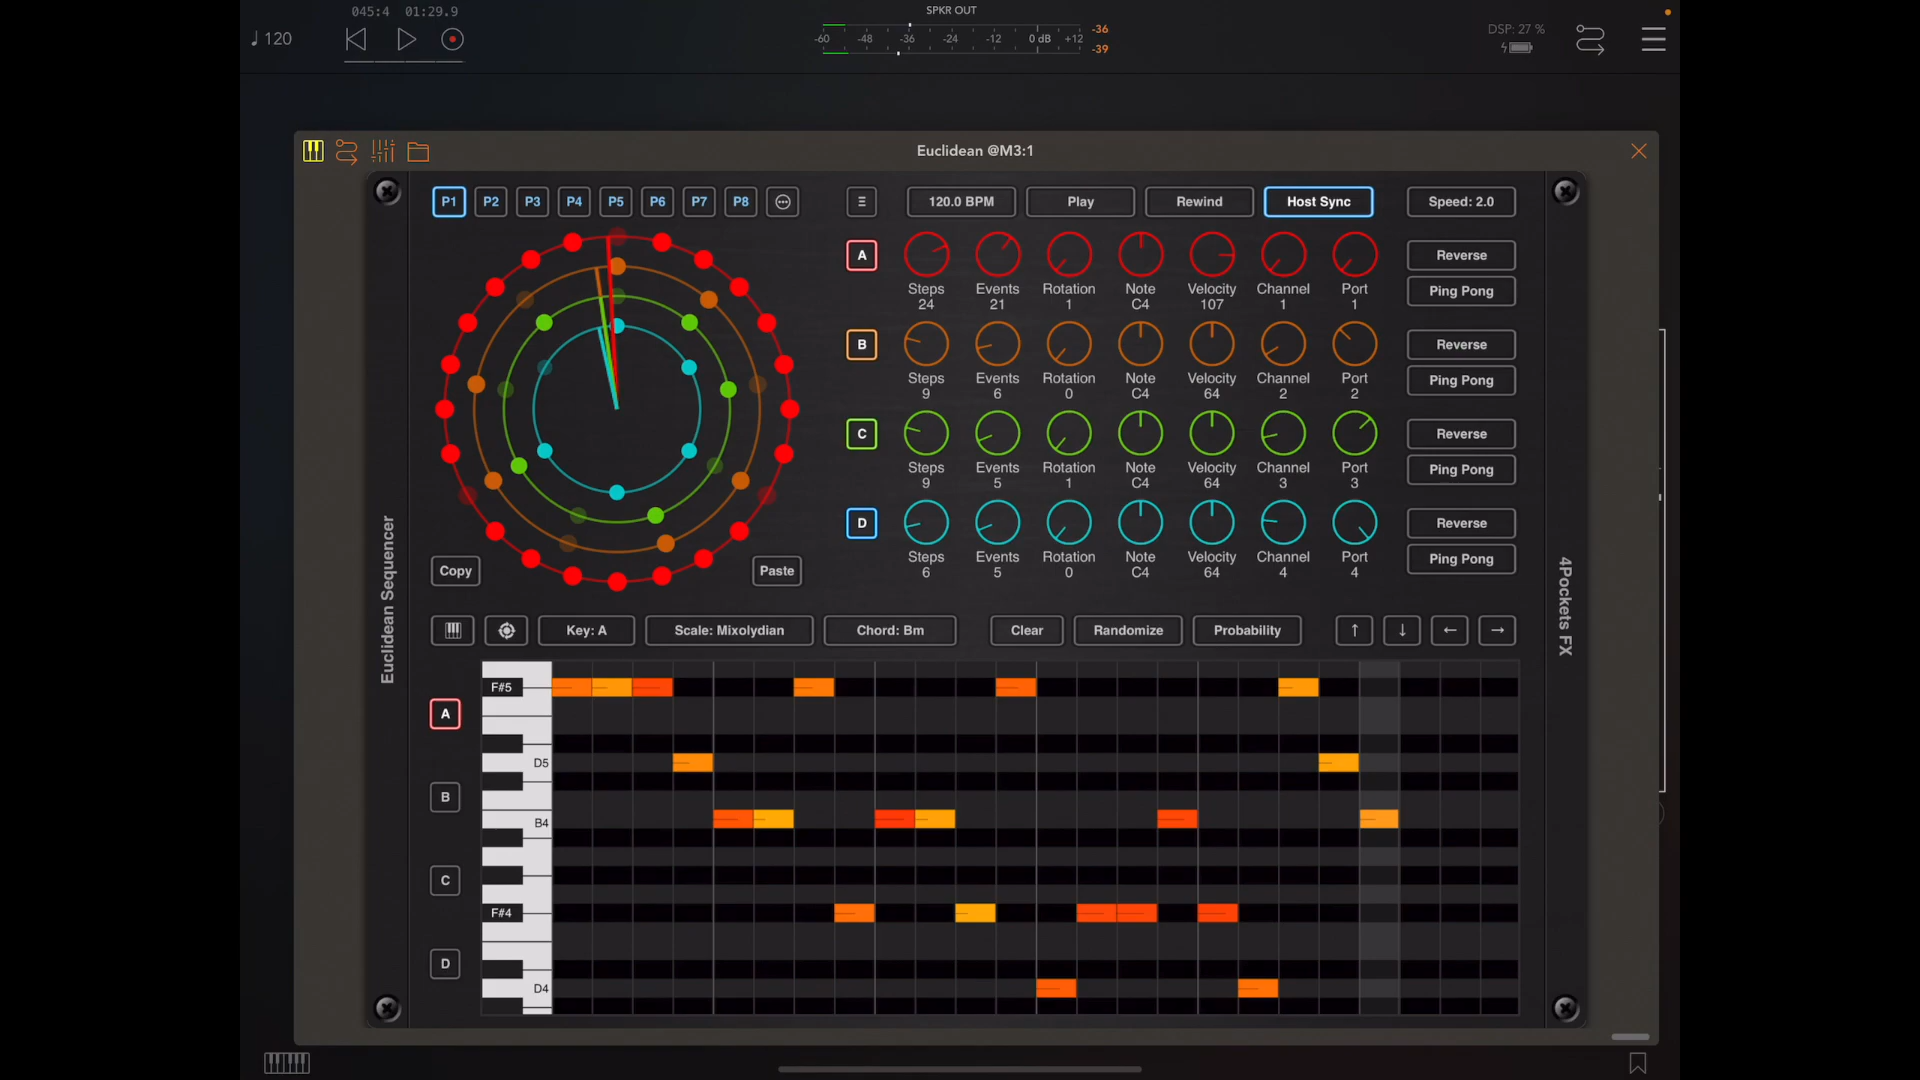 045:4 01:29.9
SPKR OUT
♩ 120
-60 -48 -36 -24 -12 0 dB +12
-36
-39
DSP: 27 %
Euclidean @M3:1
P1 P2 P3 P4 P5 P6 P7 P8
120.0 BPM Play Rewind Host Sync Speed: 2.0
A Reverse
Steps Events Rotation Note Velocity Channel Port
24 21 1 C4 107 1 1
Ping Pong
B Reverse
Steps Events Rotation Note Velocity Channel Port
9 6 0 C4 64 2 2
Ping Pong
C Reverse
Steps Events Rotation Note Velocity Channel Port
9 5 1 C4 64 3 3
Ping Pong
D Reverse
Steps Events Rotation Note Velocity Channel Port
6 5 0 C4 64 4 4
Ping Pong
Copy Paste
Euclidean Sequencer
4Pockets FX
Key: A Scale: Mixolydian Chord: Bm Clear Randomize Probability ↑ ↓ ← →
F#5
A
D5
B
B4
C
F#4
D
D4